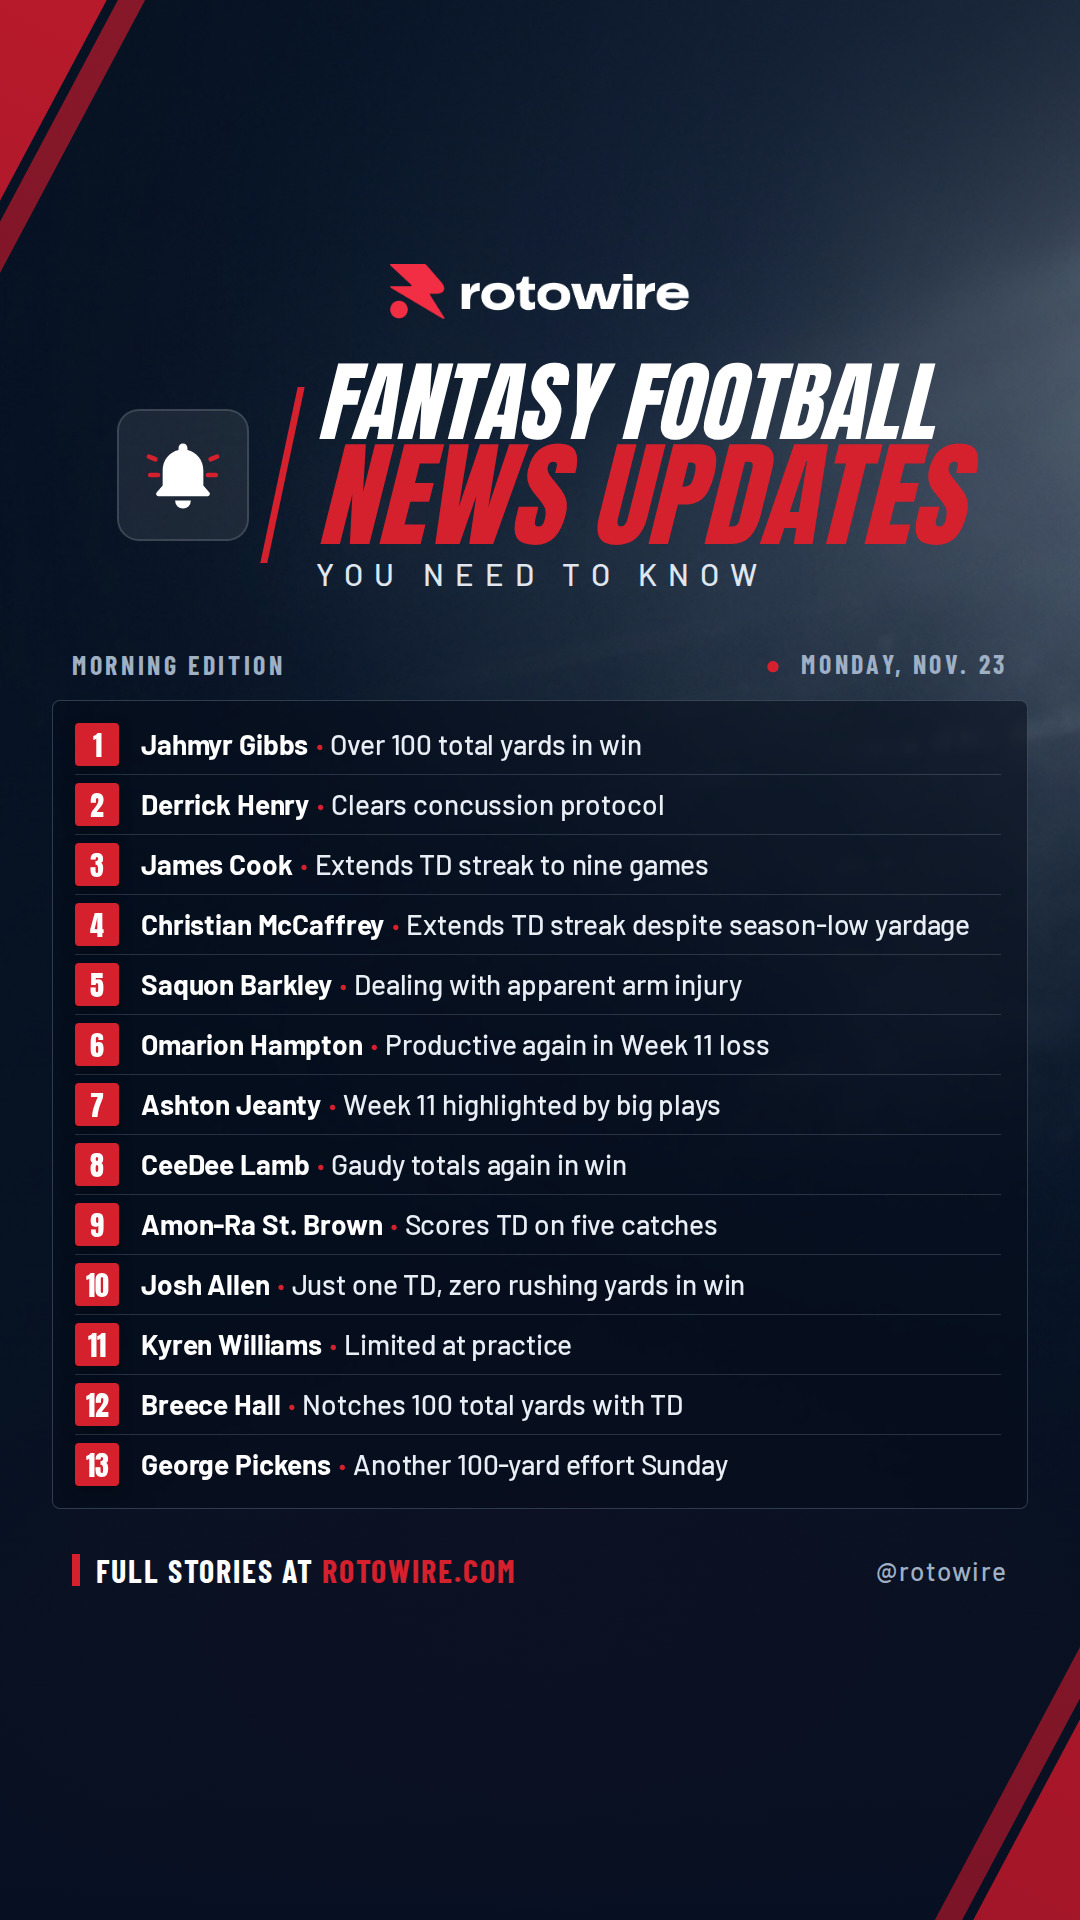 rotowire
FANTASY FOOTBALL
NEWS UPDATES
YOU NEED TO KNOW
MORNING EDITION
• MONDAY, NOV. 23
1 Jahmyr Gibbs • Over 100 total yards in win
2 Derrick Henry • Clears concussion protocol
3 James Cook • Extends TD streak to nine games
4 Christian McCaffrey • Extends TD streak despite season-low yardage
5 Saquon Barkley • Dealing with apparent arm injury
6 Omarion Hampton • Productive again in Week 11 loss
7 Ashton Jeanty • Week 11 highlighted by big plays
8 CeeDee Lamb • Gaudy totals again in win
9 Amon-Ra St. Brown • Scores TD on five catches
10 Josh Allen • Just one TD, zero rushing yards in win
11 Kyren Williams • Limited at practice
12 Breece Hall • Notches 100 total yards with TD
13 George Pickens • Another 100-yard effort Sunday
FULL STORIES AT ROTOWIRE.COM
@rotowire